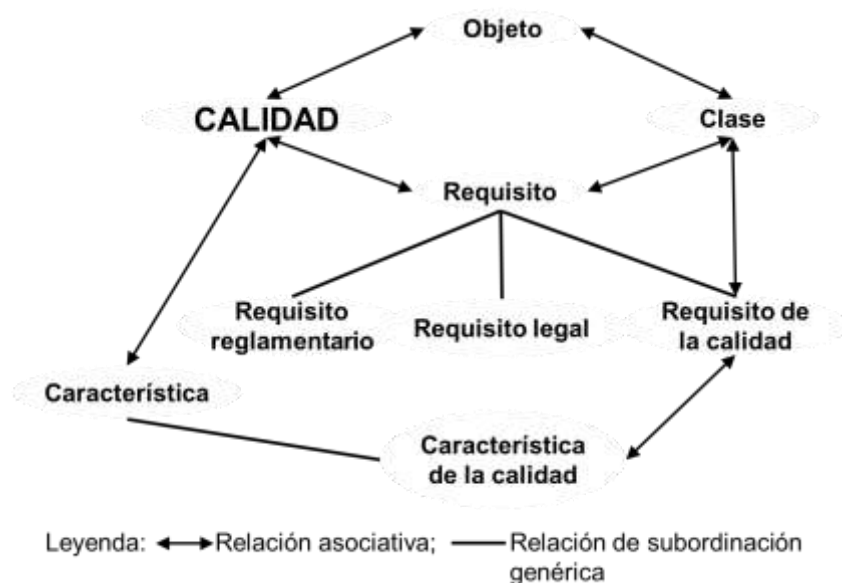 Objeto
CALIDAD
Clase
Requisito
Requisito
reglamentario
Requisito legal
Requisito de
la calidad
Característica
Característica
de la calidad
Leyenda: Relación asociativa; Relación de subordinación
genérica